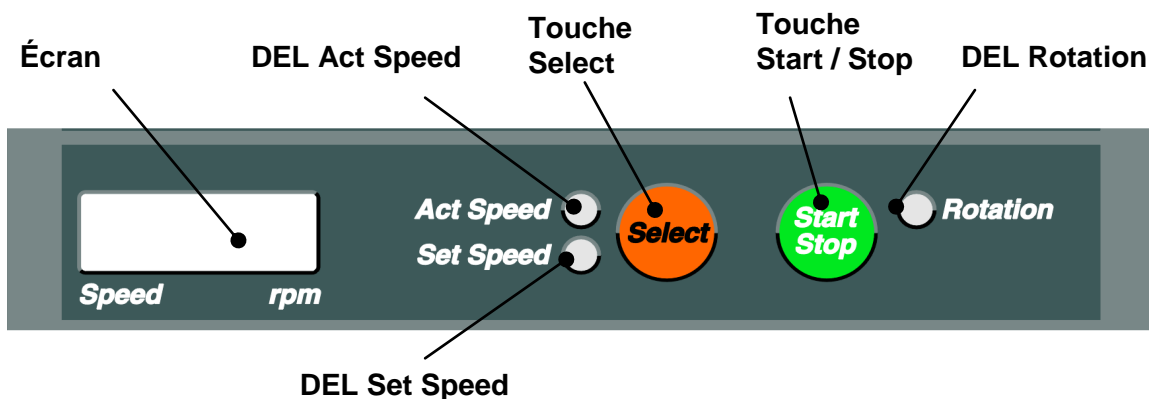 Écran
DEL Act Speed
Touche
Select
Touche
Start / Stop
DEL Rotation
Act Speed
Set Speed
Select
Start
Stop
Rotation
Speed
rpm
DEL Set Speed